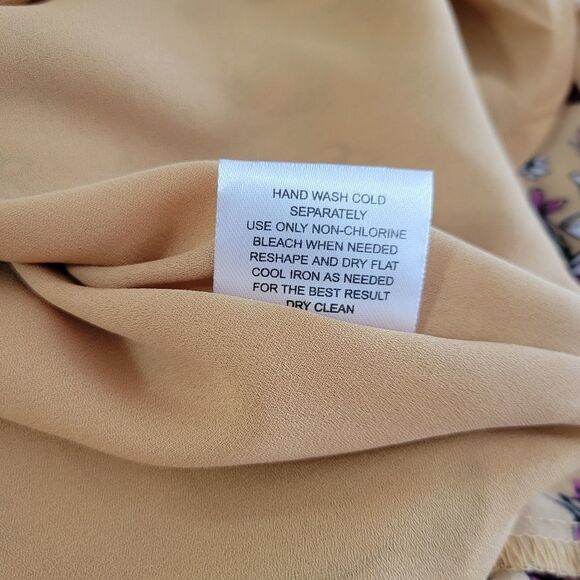 HAND WASH COLD
SEPARATELY
USE ONLY NON-CHLORINE
BLEACH WHEN NEEDED
RESHAPE AND DRY FLAT
COOL IRON AS NEEDED
FOR THE BEST RESULT
DRY CLEAN